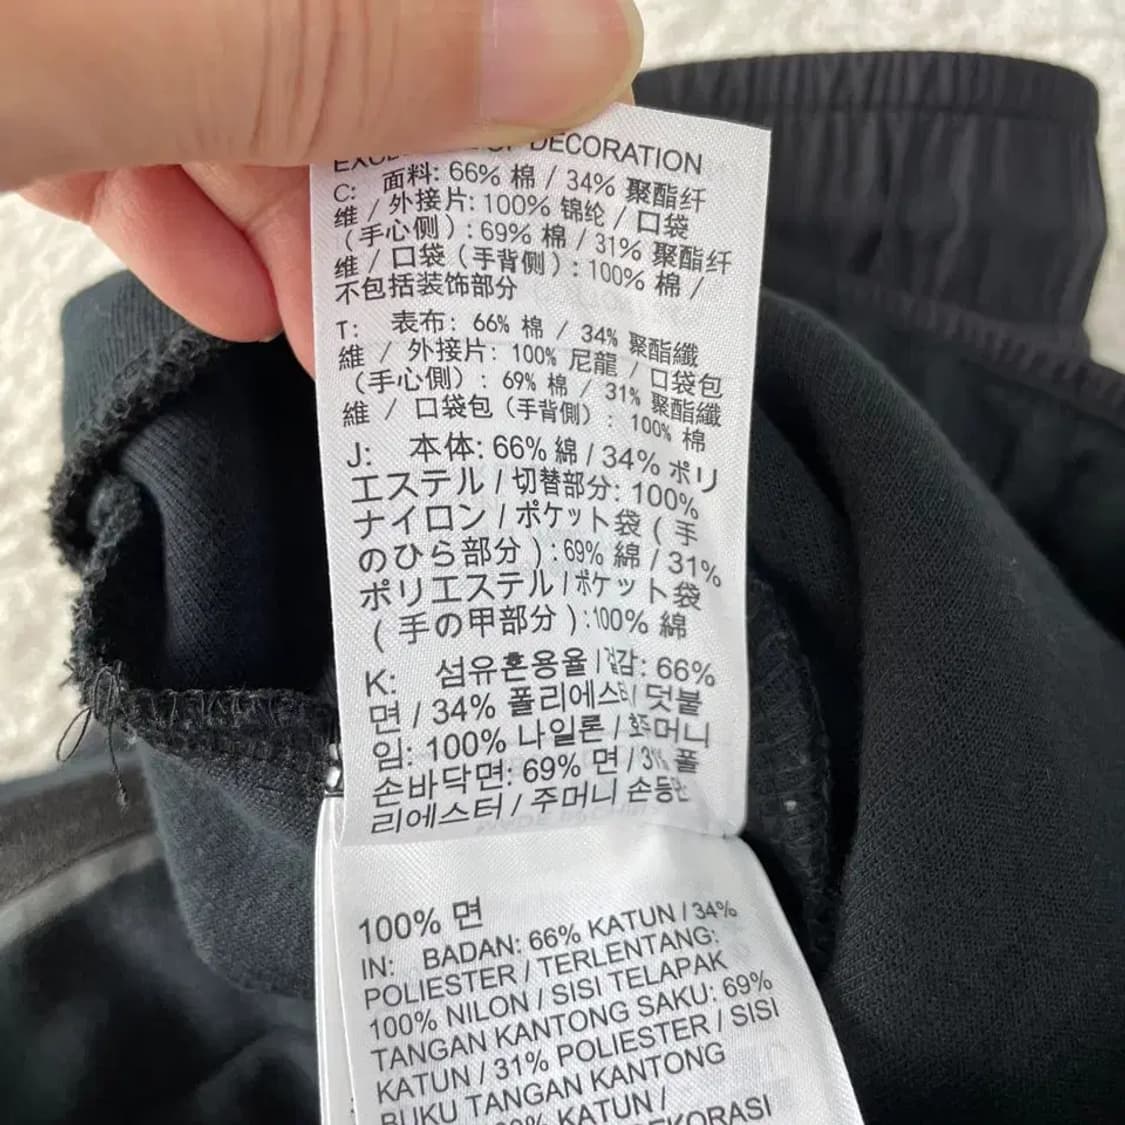 DECORATION
C: 面料: 66% 棉 / 34% 聚酯纤
维 / 外接片: 100% 锦纶 / 口袋
(手心侧) : 69% 棉 / 31% 聚酯纤
维 / 口袋 (手背侧) : 100% 棉 /
不包括装饰部分
T: 表布: 66% 棉 / 34% 聚酯纖
維 / 外接片: 100% 尼龍 / 口袋包
(手心側) : 69% 棉 / 31% 聚酯纖
維 / 口袋包 (手背側) : 100% 棉
J: 本体: 66% 綿 / 34% ポリ
エステル / 切替部分: 100%
ナイロン / ポケット袋 ( 手
のひら部分 ) : 69% 綿 / 31%
ポリエステル / ポケット袋
( 手の甲部分 ) : 100% 綿
K: 섬유혼용율 / 겉감: 66%
면 / 34% 폴리에스터 / 덧붙
임: 100% 나일론 / 주머니
손바닥면: 69% 면 / 31% 폴
리에스터 / 주머니 손등면
100% 면
IN: BADAN: 66% KATUN / 34%
POLIESTER / TERLENTANG:
100% NILON / SISI TELAPAK
TANGAN KANTONG SAKU: 69%
KATUN / 31% POLIESTER / SISI
BUKU TANGAN KANTONG
KATUN /